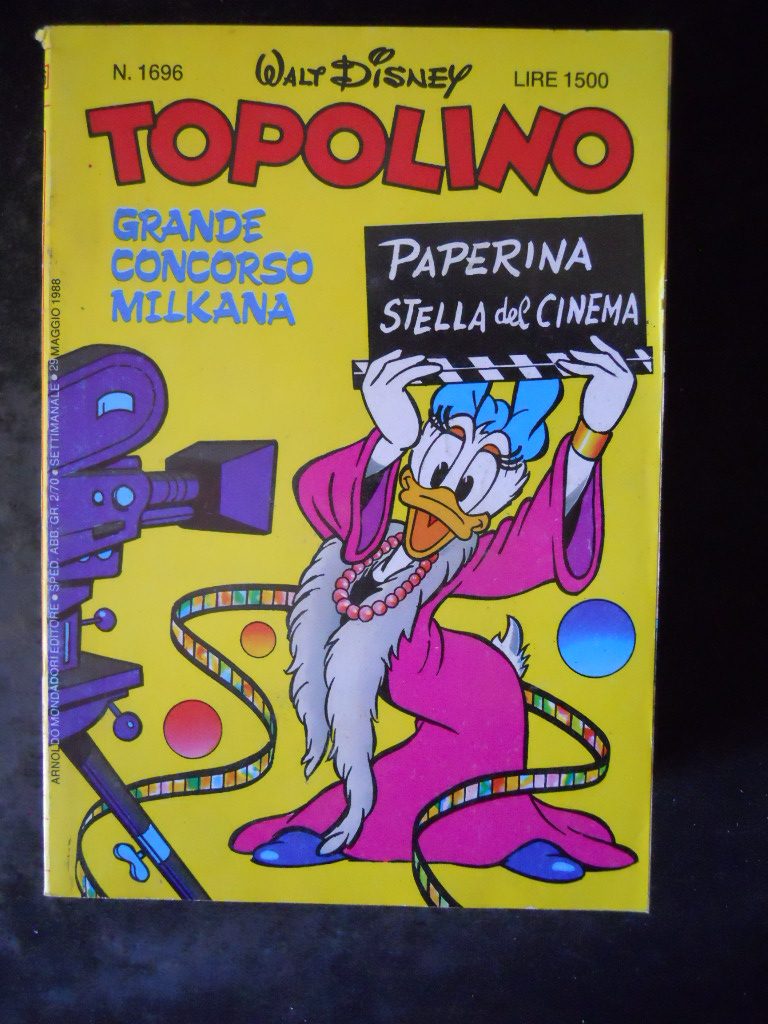 N. 1696
WALT DISNEY
LIRE 1500
TOPOLINO
GRANDE
CONCORSO
MILKANA
PAPERINA
STELLA del CINEMA
ARNOLDO MONDADORI EDITORE • SPED. ABB. GR. 2/70 • SETTIMANALE • 29 MAGGIO 1988